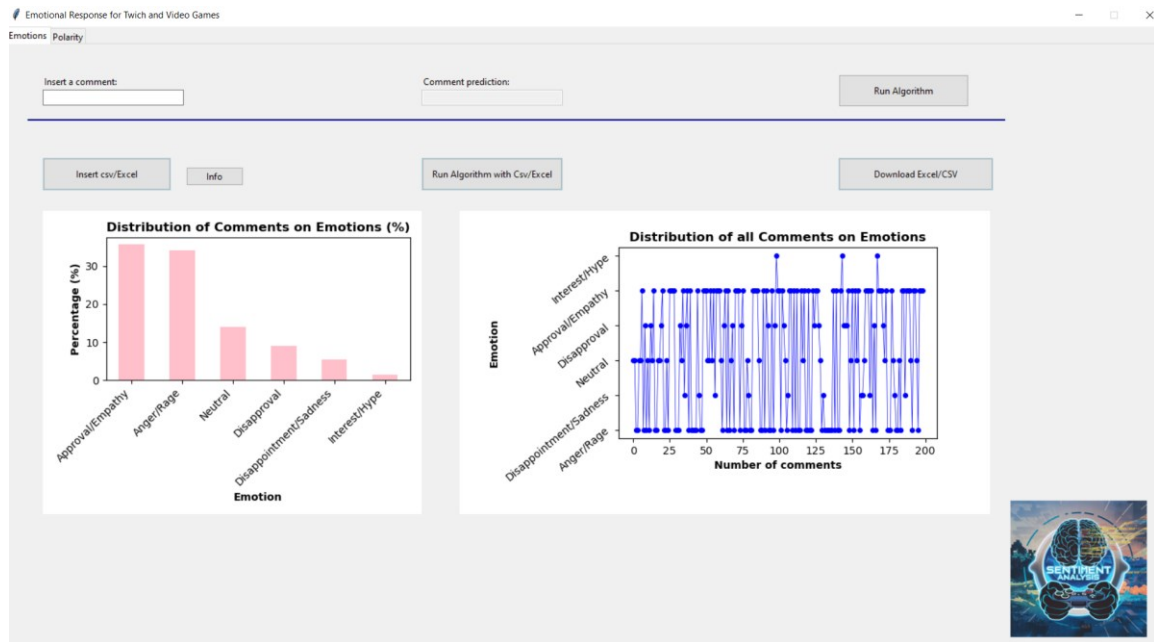 Emotional Response for Twich and Video Games
Emotions Polarity
Insert a comment:
Comment prediction:
Run Algorithm
Insert csv/Excel
Info
Run Algorithm with Csv/Excel
Download Excel/CSV
Distribution of Comments on Emotions (%)
Percentage (%)
30
20
10
0
Approval/Empathy
Anger/Rage
Neutral
Disapproval
Disappointment/Sadness
Interest/Hype
Emotion
Distribution of all Comments on Emotions
Emotion
Interest/Hype
Approval/Empathy
Disapproval
Neutral
Disappointment/Sadness
Anger/Rage
0 25 50 75 100 125 150 175 200
Number of comments
SENTIMENT
ANALYSIS